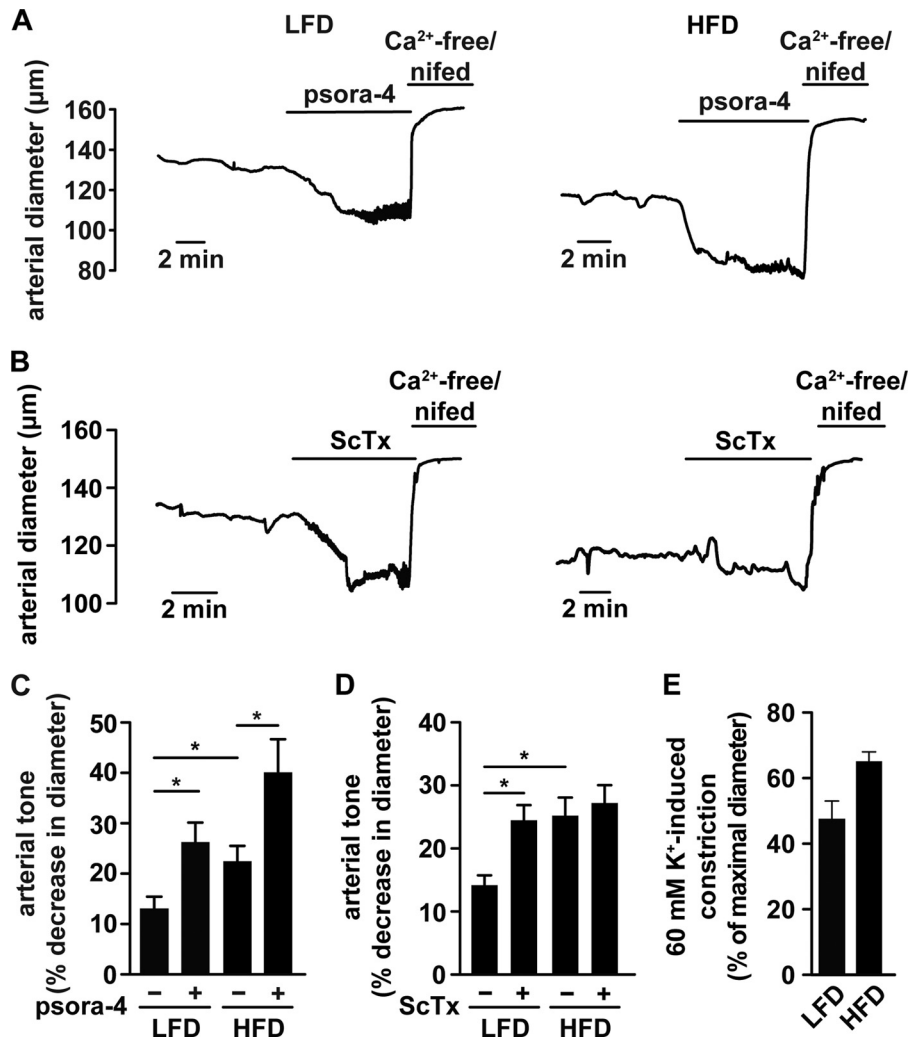 A
LFD
HFD
Ca²⁺-free/
nifed
psora-4
Ca²⁺-free/
nifed
psora-4
arterial diameter (µm)
160
140
120
100
80
2 min
2 min
B
Ca²⁺-free/
nifed
ScTx
Ca²⁺-free/
nifed
ScTx
arterial diameter (µm)
160
150
120
100
2 min
2 min
C
arterial tone
(% decrease in diameter)
50
40
30
20
10
0
*
*
*
− + − +
psora-4
LFD HFD
D
arterial tone
(% decrease in diameter)
40
30
20
10
0
*
*
− + − +
ScTx
LFD HFD
E
60 mM K⁺-induced
constriction
(% of maximal diameter)
80
60
40
20
0
LFD
HFD